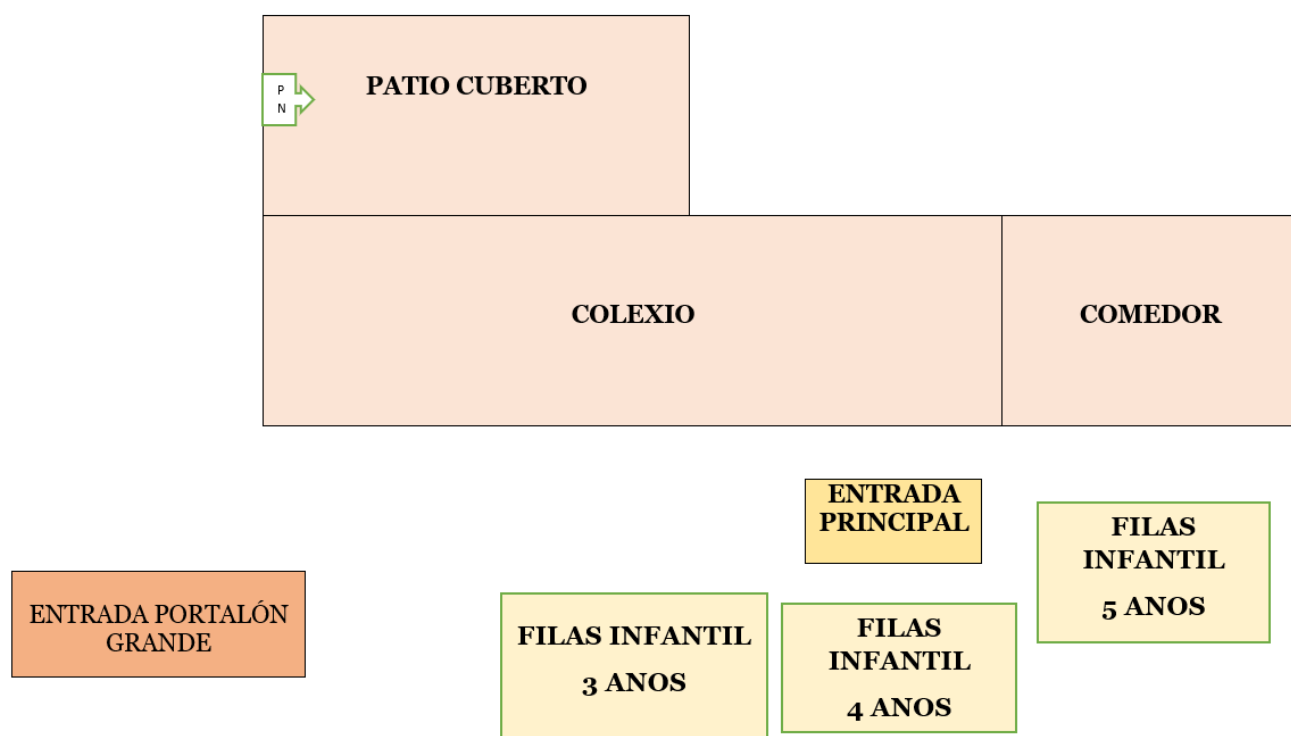 PATIO CUBERTO
P
N
COLEXIO
COMEDOR
ENTRADA
PRINCIPAL
FILAS
INFANTIL
5 ANOS
ENTRADA PORTALÓN
GRANDE
FILAS INFANTIL
3 ANOS
FILAS
INFANTIL
4 ANOS